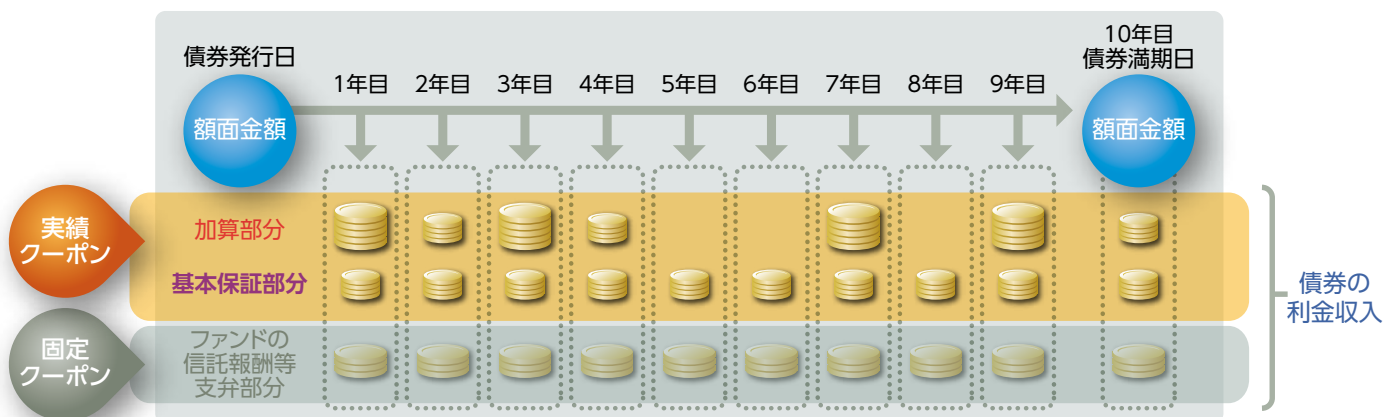 債券発行日
額面金額
1年目
2年目
3年目
4年目
5年目
6年目
7年目
8年目
9年目
10年目
債券満期日
額面金額
実績
クーポン
加算部分
基本保証部分
固定
クーポン
ファンドの
信託報酬等
支弁部分
債券の
利金収入